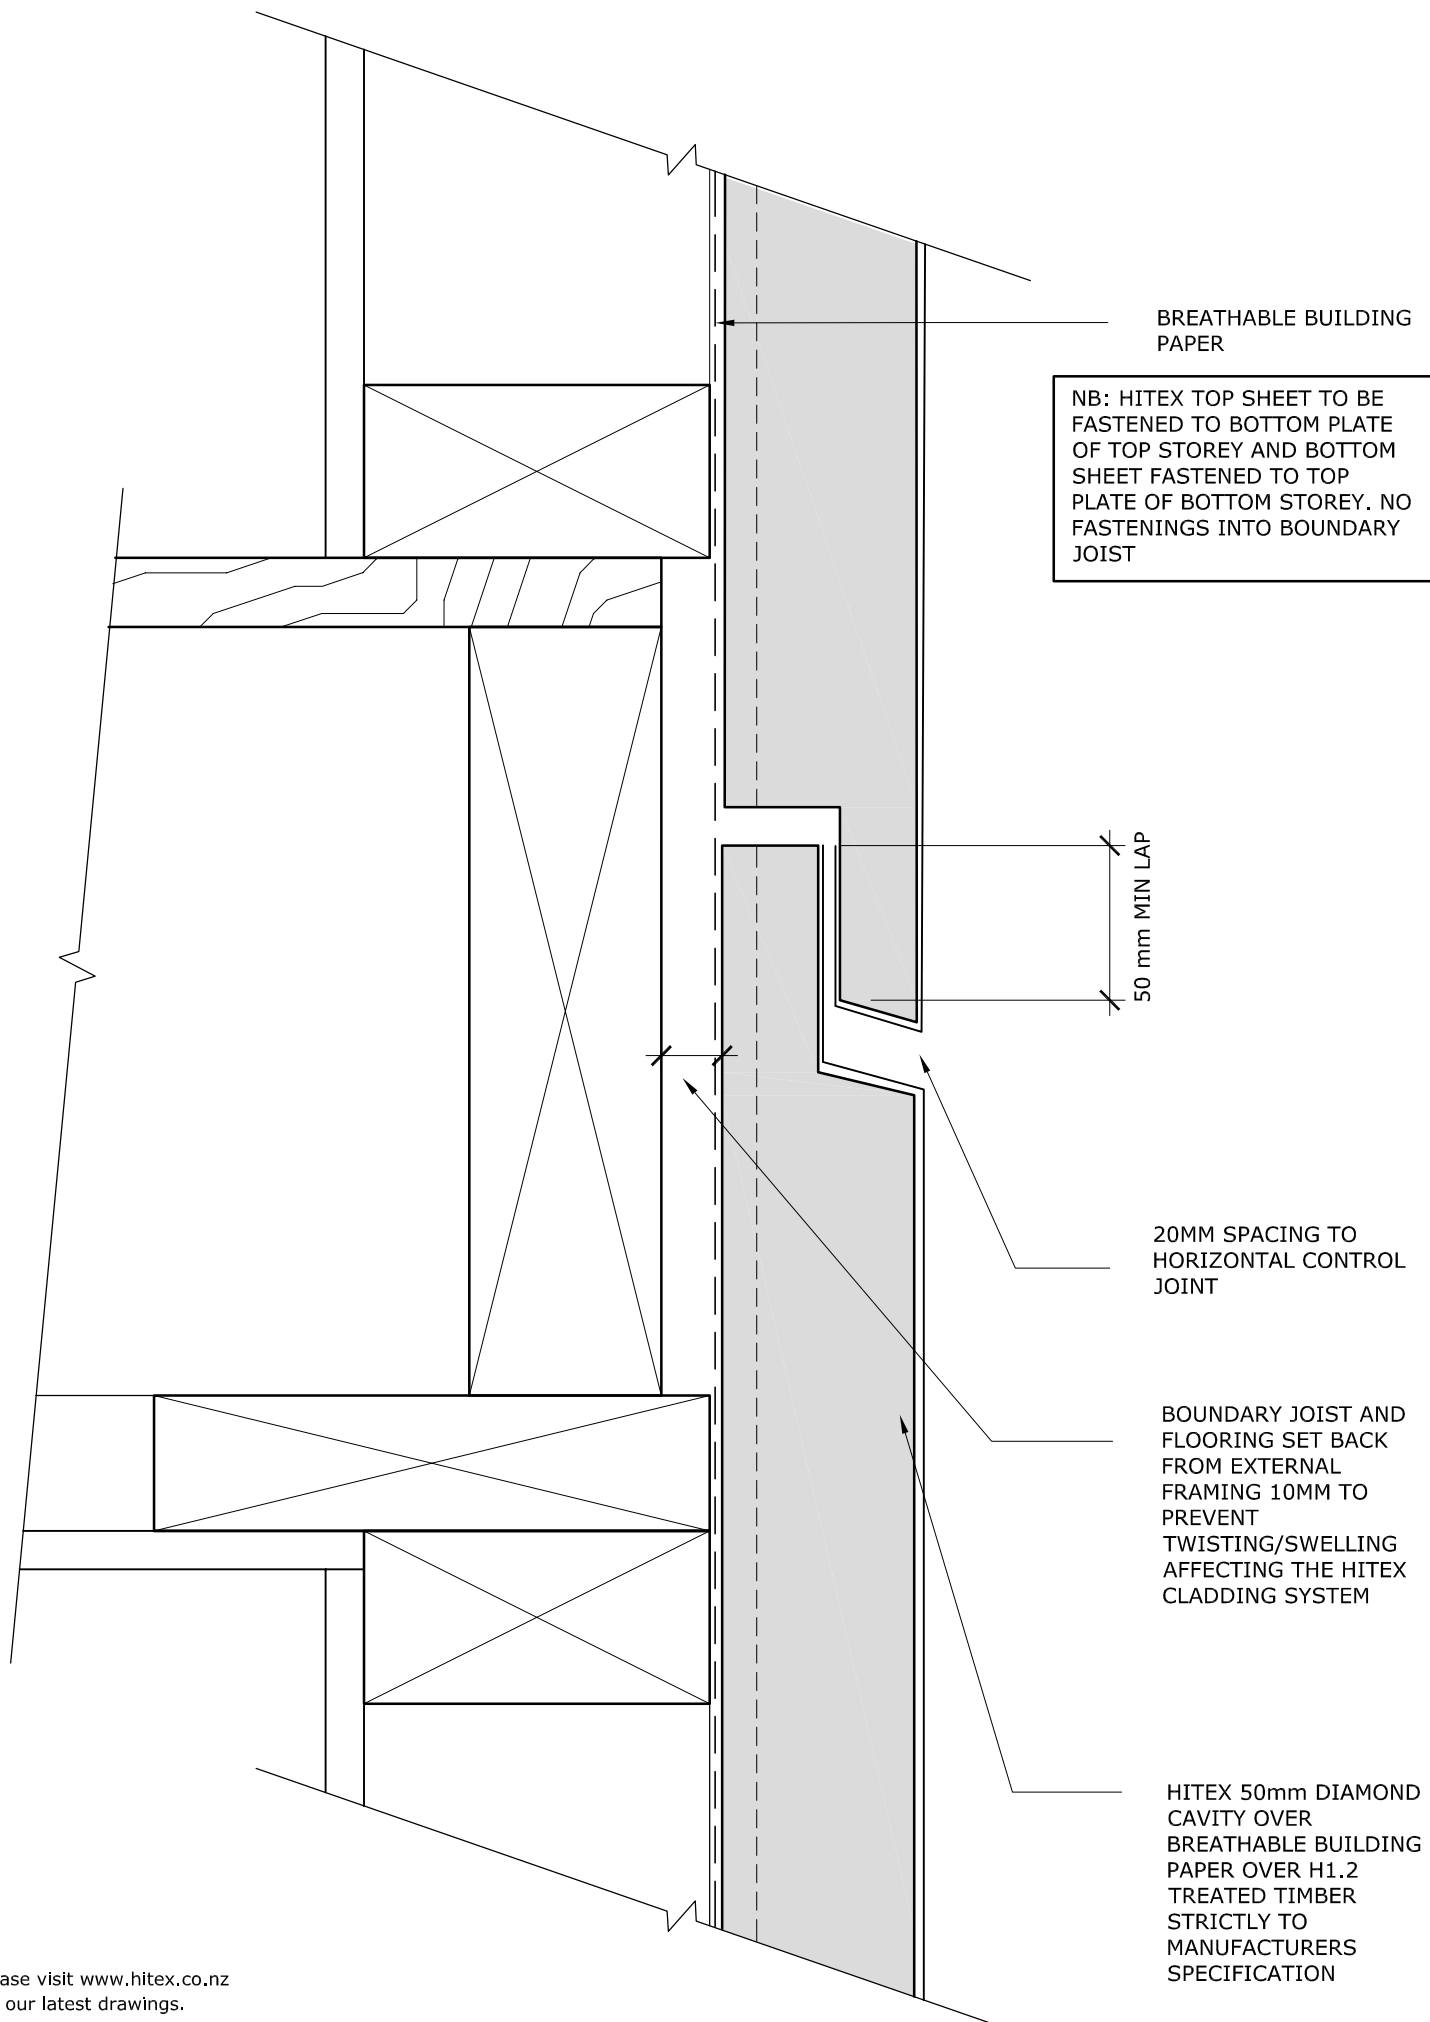 BREATHABLE BUILDING
PAPER
NB: HITEX TOP SHEET TO BE
FASTENED TO BOTTOM PLATE
OF TOP STOREY AND BOTTOM
SHEET FASTENED TO TOP
PLATE OF BOTTOM STOREY. NO
FASTENINGS INTO BOUNDARY
JOIST
50 mm MIN LAP
20MM SPACING TO
HORIZONTAL CONTROL
JOINT
BOUNDARY JOIST AND
FLOORING SET BACK
FROM EXTERNAL
FRAMING 10MM TO
PREVENT
TWISTING/SWELLING
AFFECTING THE HITEX
CLADDING SYSTEM
HITEX 50mm DIAMOND
CAVITY OVER
BREATHABLE BUILDING
PAPER OVER H1.2
TREATED TIMBER
STRICTLY TO
MANUFACTURERS
SPECIFICATION
ase visit www.hitex.co.nz
our latest drawings.